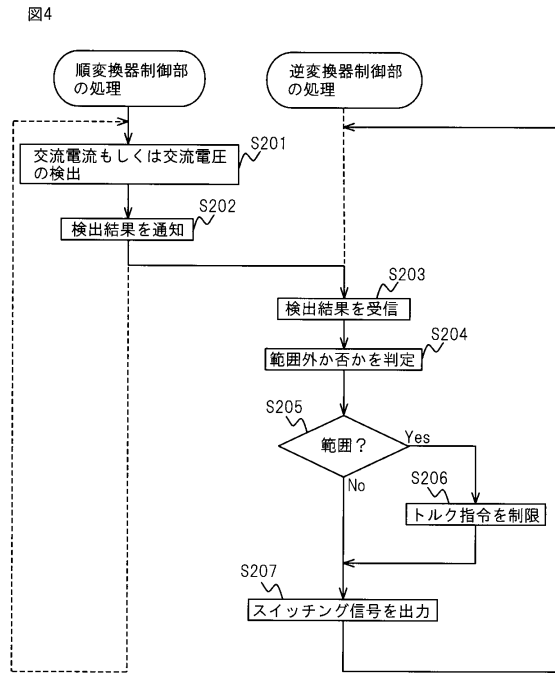 図4
順変換器制御部
の処理
逆変換器制御部
の処理
交流電流もしくは交流電圧
の検出
S201
検出結果を通知
S202
S203
検出結果を受信
S204
範囲外か否かを判定
S205
範囲？
Yes
No
S206
トルク指令を制限
S207
スイッチング信号を出力